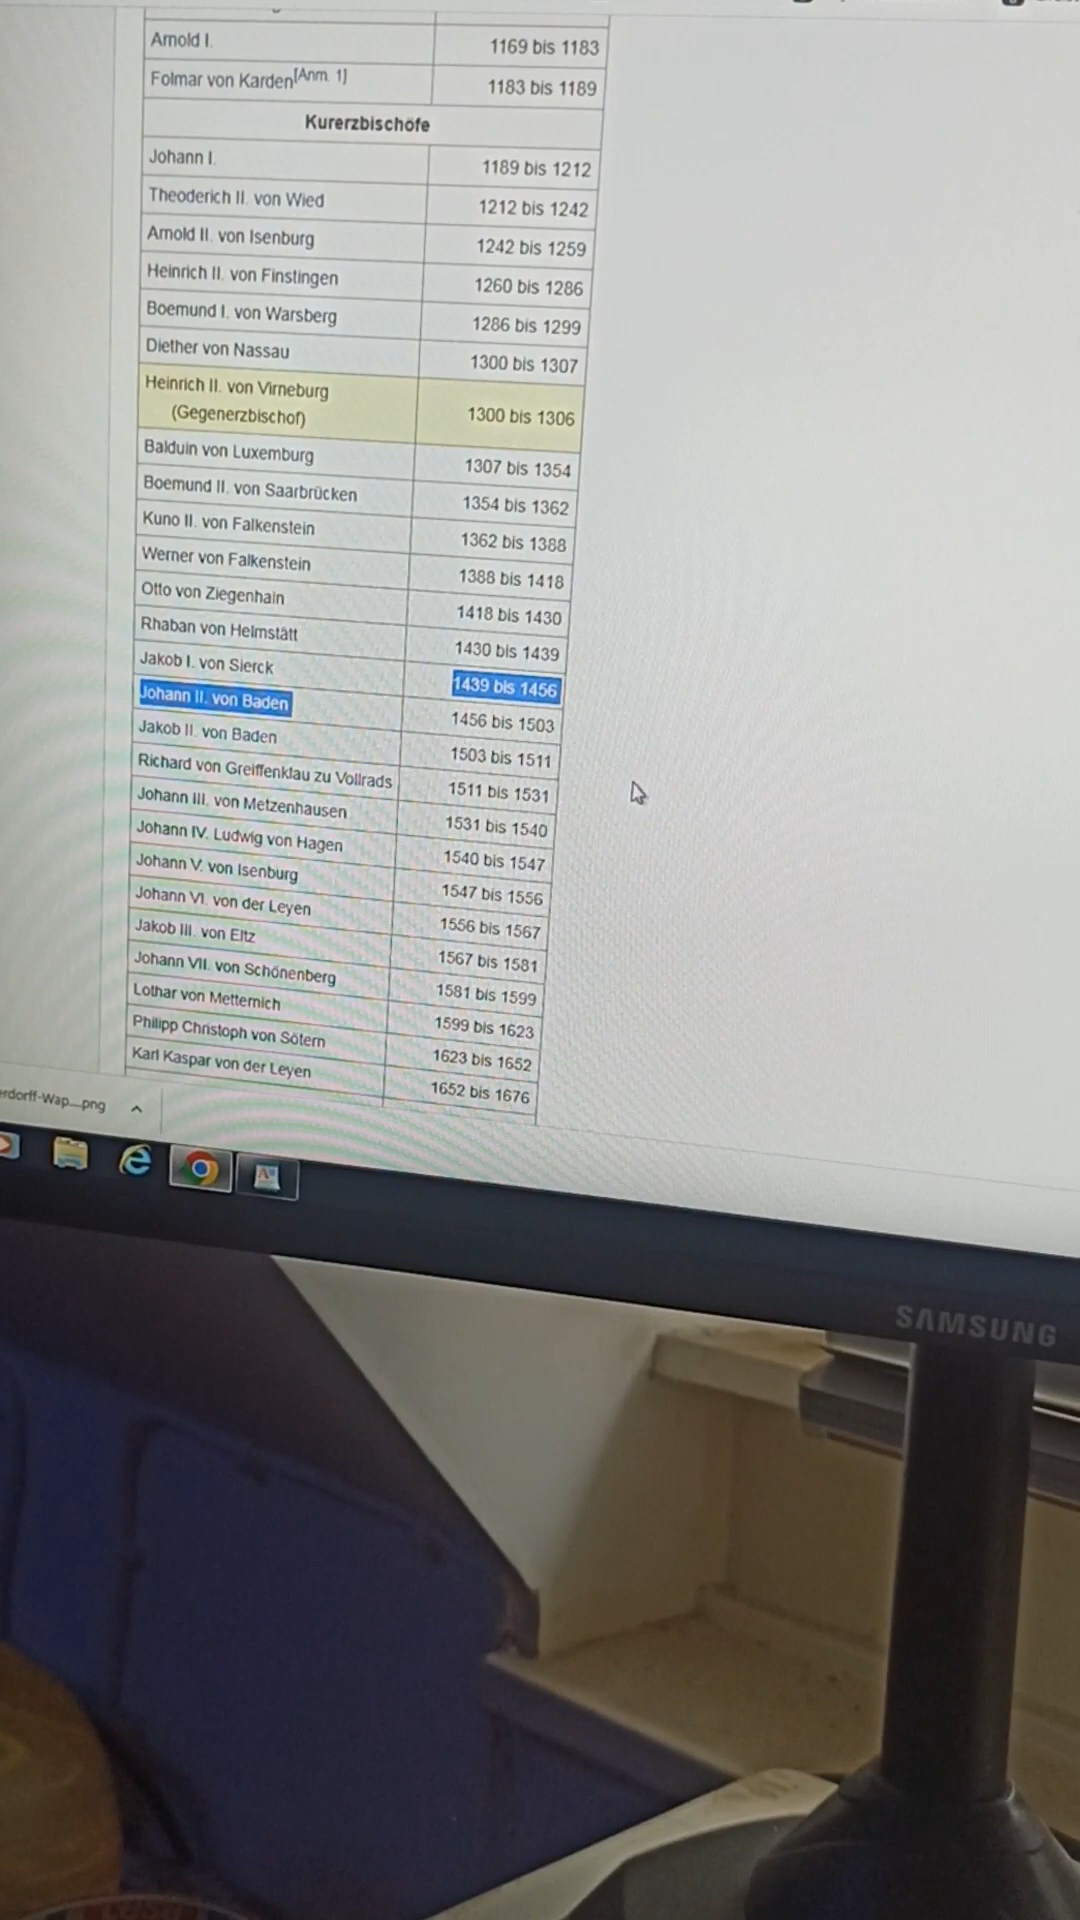 Arnold I. 1169 bis 1183
Folmar von Karden[Anm. 1] 1183 bis 1189
Kurerzbischöfe
Johann I. 1189 bis 1212
Theoderich II. von Wied 1212 bis 1242
Arnold II. von Isenburg 1242 bis 1259
Heinrich II. von Finstingen 1260 bis 1286
Boemund I. von Warsberg 1286 bis 1299
Diether von Nassau 1300 bis 1307
Heinrich II. von Virneburg
(Gegenerzbischof) 1300 bis 1306
Balduin von Luxemburg 1307 bis 1354
Boemund II. von Saarbrücken 1354 bis 1362
Kuno II. von Falkenstein 1362 bis 1388
Werner von Falkenstein 1388 bis 1418
Otto von Ziegenhain 1418 bis 1430
Rhaban von Helmstätt 1430 bis 1439
Jakob I. von Sierck 1439 bis 1456
Johann II. von Baden 1456 bis 1503
Jakob II. von Baden 1503 bis 1511
Richard von Greiffenklau zu Vollrads 1511 bis 1531
Johann III. von Metzenhausen 1531 bis 1540
Johann IV. Ludwig von Hagen 1540 bis 1547
Johann V. von Isenburg 1547 bis 1556
Johann VI. von der Leyen 1556 bis 1567
Jakob III. von Eltz 1567 bis 1581
Johann VII. von Schönenberg 1581 bis 1599
Lothar von Metternich 1599 bis 1623
Philipp Christoph von Sötern 1623 bis 1652
Karl Kaspar von der Leyen 1652 bis 1676
erdorff-Wap....png
SAMSUNG